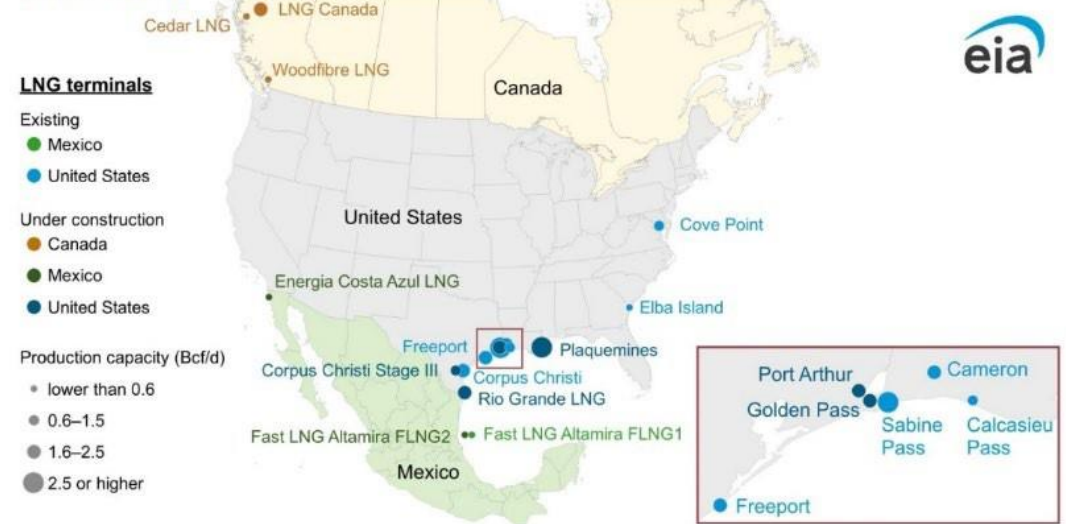 LNG Canada
Cedar LNG
Woodfibre LNG
Canada
eia
LNG terminals
Existing
Mexico
United States
Under construction
Canada
Mexico
United States
Production capacity (Bcf/d)
lower than 0.6
0.6–1.5
1.6–2.5
2.5 or higher
United States
Cove Point
Energia Costa Azul LNG
Elba Island
Freeport
Plaquemines
Corpus Christi Stage III
Corpus Christi
Rio Grande LNG
Fast LNG Altamira FLNG2
Fast LNG Altamira FLNG1
Mexico
Port Arthur
Cameron
Golden Pass
Sabine
Pass
Calcasieu
Pass
Freeport